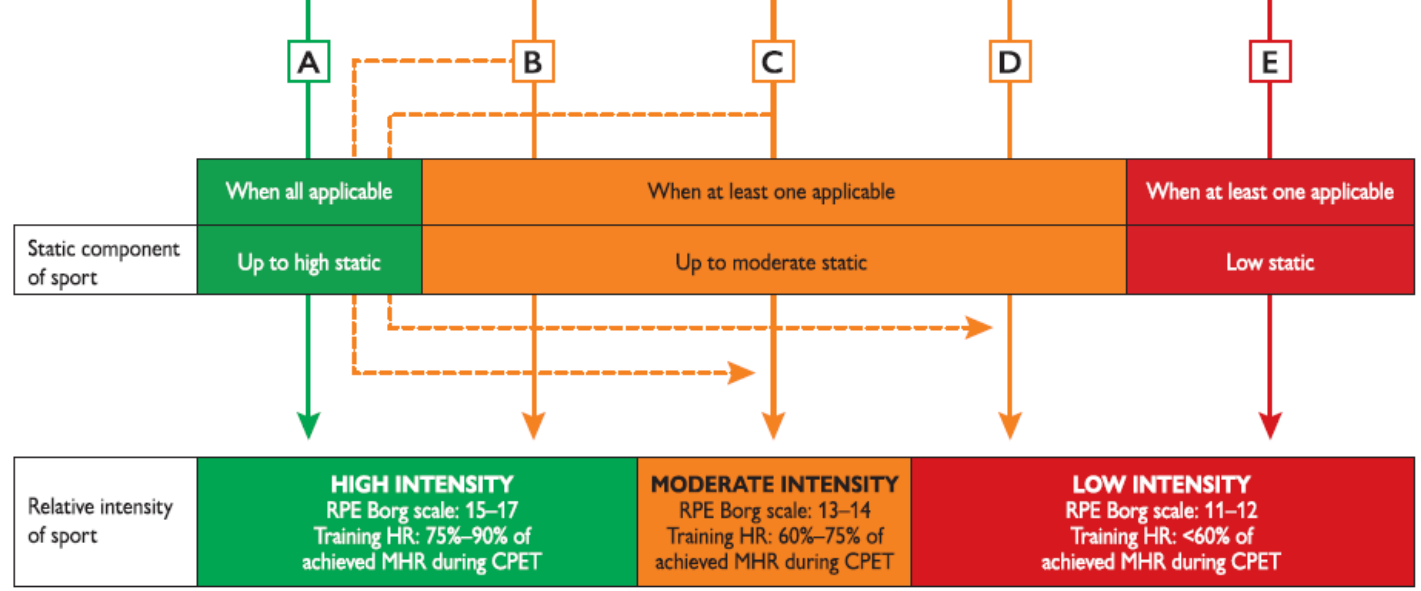 A
B
C
D
E
When all applicable
When at least one applicable
When at least one applicable
Static component
of sport
Up to high static
Up to moderate static
Low static
Relative intensity
of sport
HIGH INTENSITY
RPE Borg scale: 15–17
Training HR: 75%–90% of
achieved MHR during CPET
MODERATE INTENSITY
RPE Borg scale: 13–14
Training HR: 60%–75% of
achieved MHR during CPET
LOW INTENSITY
RPE Borg scale: 11–12
Training HR: <60% of
achieved MHR during CPET